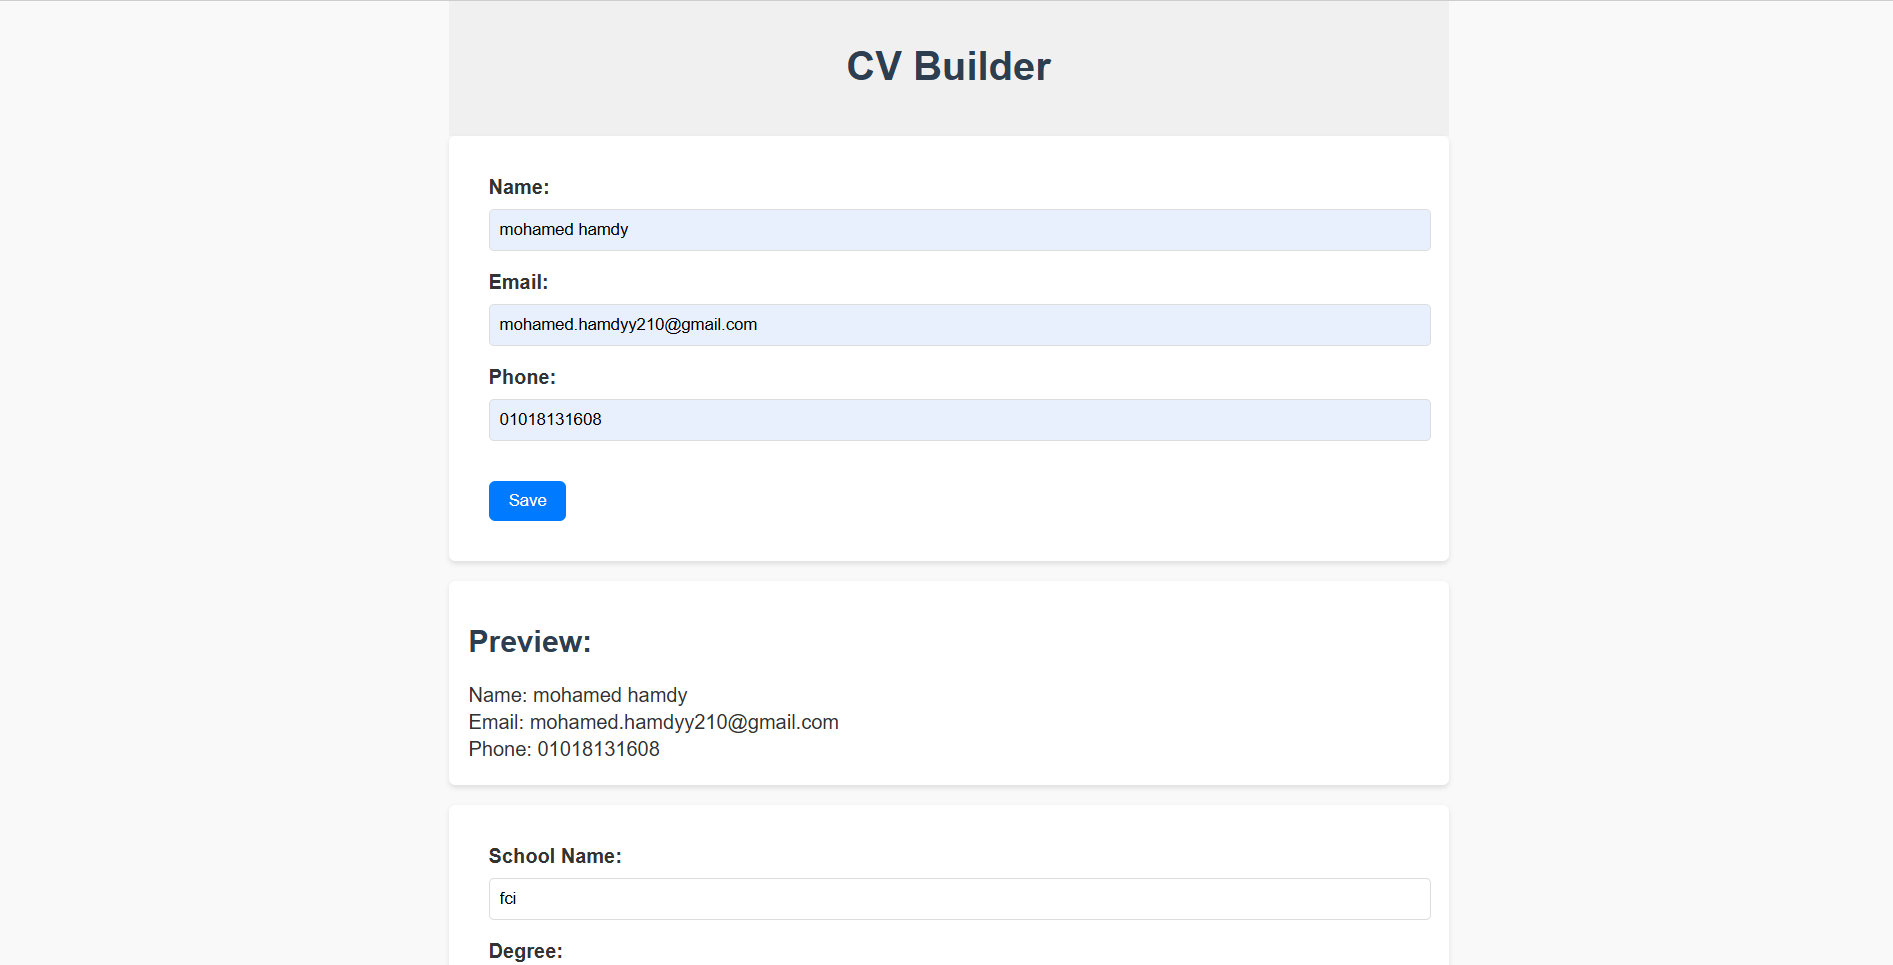 CV Builder
Name:
mohamed hamdy
Email:
mohamed.hamdyy210@gmail.com
Phone:
01018131608
Save
Preview:
Name: mohamed hamdy
Email: mohamed.hamdyy210@gmail.com
Phone: 01018131608
School Name:
fci
Degree: